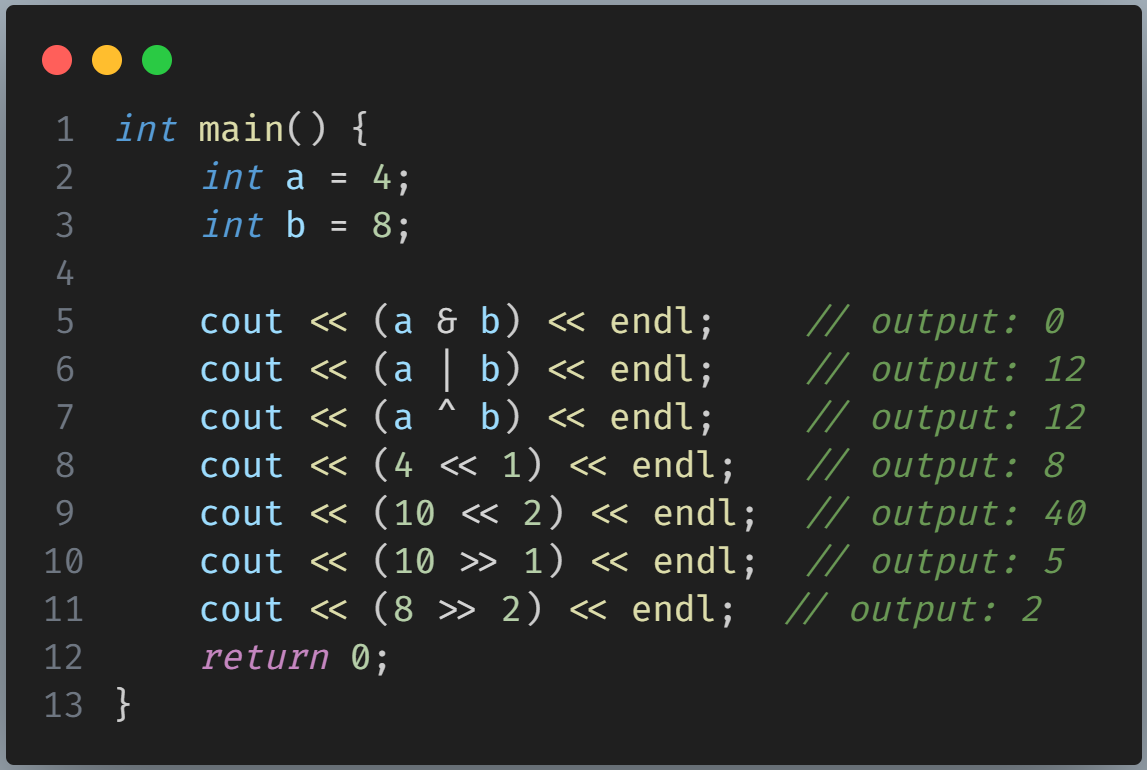 1 int main() {
2     int a = 4;
3     int b = 8;
4
5     cout << (a & b) << endl;    // output: 0
6     cout << (a | b) << endl;    // output: 12
7     cout << (a ^ b) << endl;    // output: 12
8     cout << (4 << 1) << endl;   // output: 8
9     cout << (10 << 2) << endl;  // output: 40
10     cout << (10 >> 1) << endl;  // output: 5
11     cout << (8 >> 2) << endl;  // output: 2
12     return 0;
13 }